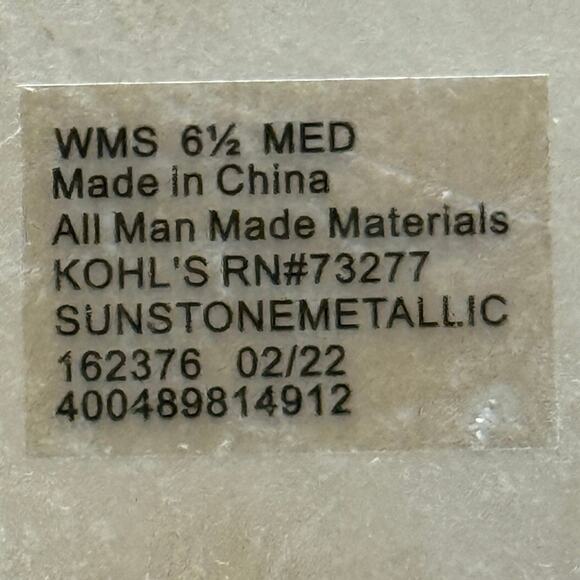 WMS 6½ MED
Made in China
All Man Made Materials
KOHL'S RN#73277
SUNSTONEMETALLIC
162376 02/22
400489814912